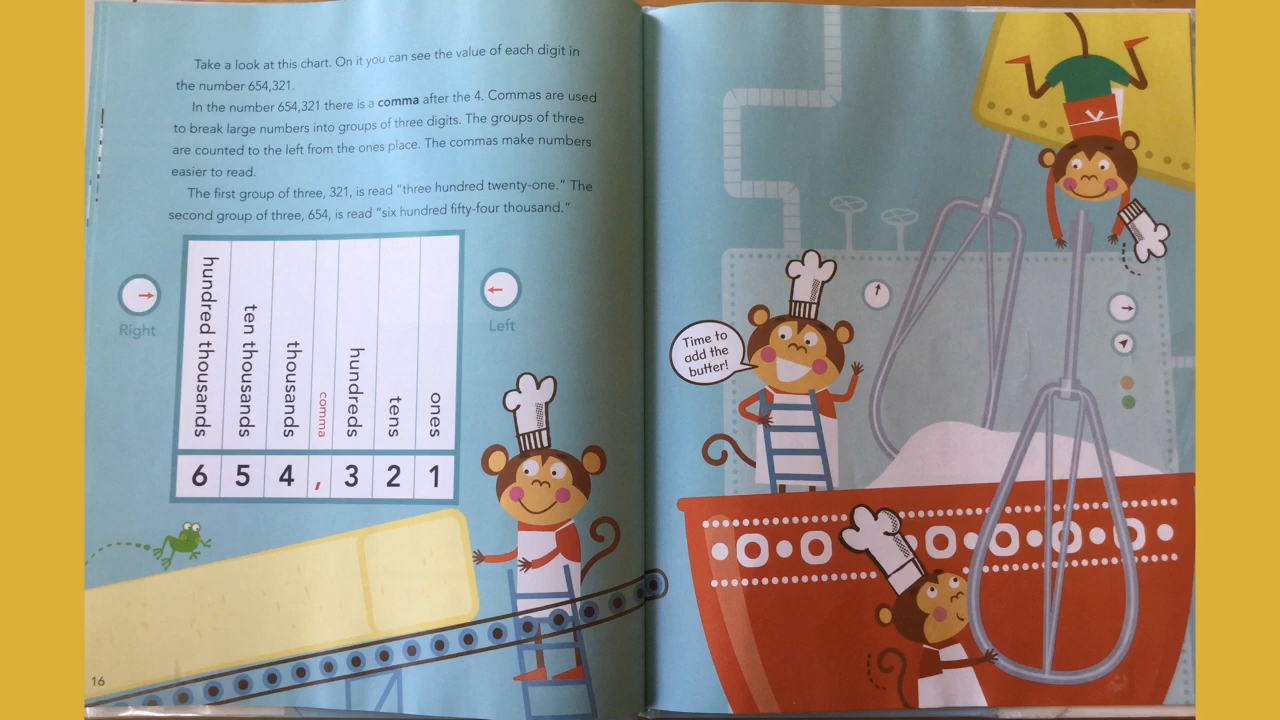 Take a look at this chart. On it you can see the value of each digit in
the number 654,321.
In the number 654,321 there is a comma after the 4. Commas are used
to break large numbers into groups of three digits. The groups of three
are counted to the left from the ones place. The commas make numbers
easier to read.
The first group of three, 321, is read “three hundred twenty-one.” The
second group of three, 654, is read “six hundred fifty-four thousand.”
Right
hundred thousands
ten thousands
thousands
comma
hundreds
tens
ones
Left
6 5 4 , 3 2 1
16
Time to
add the
butter!